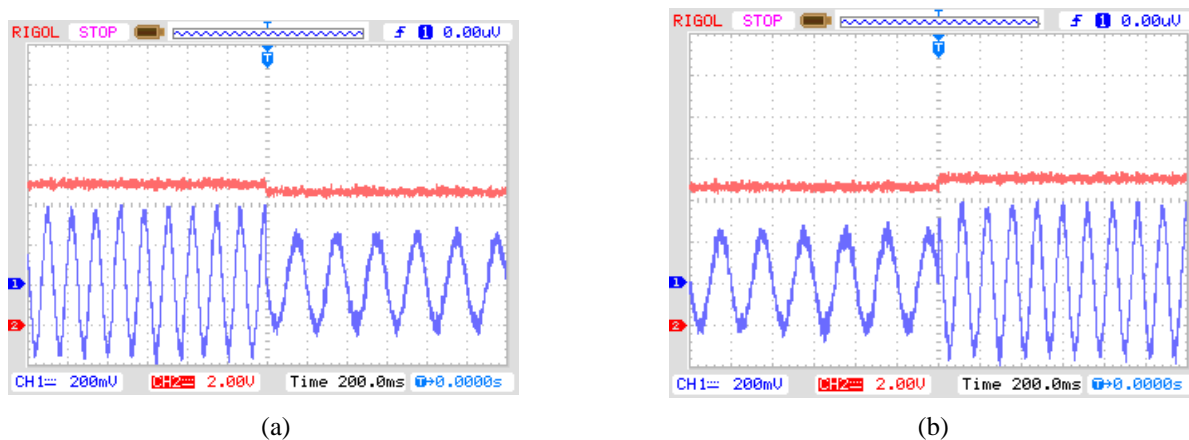 RIGOL STOP T f 1 0.00uV
T
1
2
CH1 200mV CH2 2.00V Time 200.0ms T→0.0000s
(a)
RIGOL STOP T f 1 0.00uV
T
1
2
CH1 200mV CH2 2.00V Time 200.0ms T→0.0000s
(b)